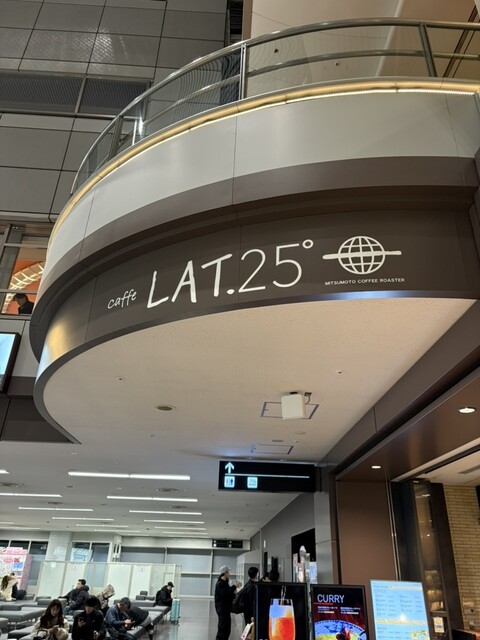 caffe LAT.25°
MITSUMOTO COFFEE ROASTER
CURRY